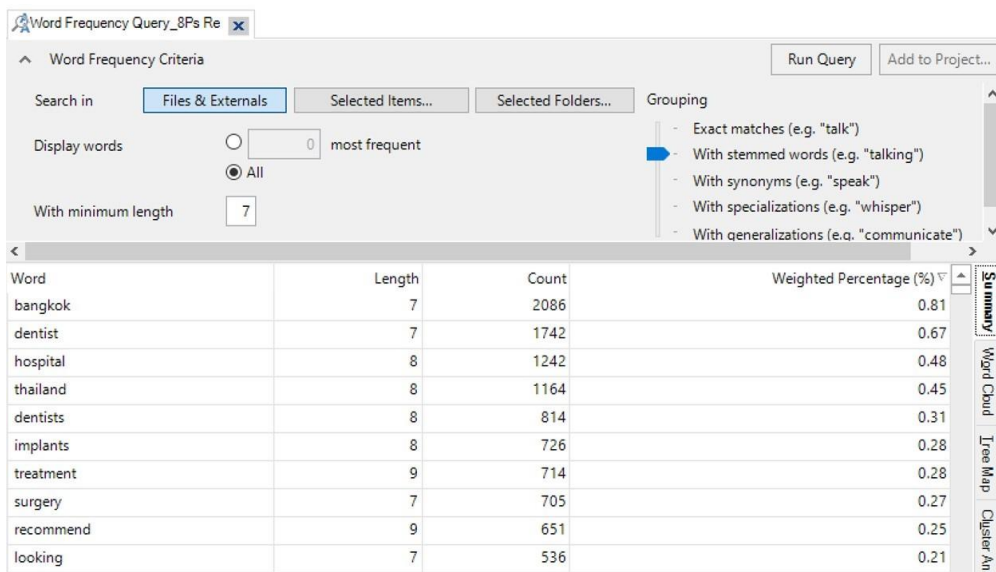 Word Frequency Query_8Ps Re
Word Frequency Criteria Run Query Add to Project...
Search in Files & Externals Selected Items... Selected Folders... Grouping
Exact matches (e.g. "talk")
Display words 0 most frequent With stemmed words (e.g. "talking")
All With synonyms (e.g. "speak")
With minimum length 7 With specializations (e.g. "whisper")
With generalizations (e.g. "communicate")
Word Length Count Weighted Percentage (%)
bangkok 7 2086 0.81
dentist 7 1742 0.67
hospital 8 1242 0.48
thailand 8 1164 0.45
dentists 8 814 0.31
implants 8 726 0.28
treatment 9 714 0.28
surgery 7 705 0.27
recommend 9 651 0.25
looking 7 536 0.21
Summary
Word Cloud
Tree Map
Cluster An